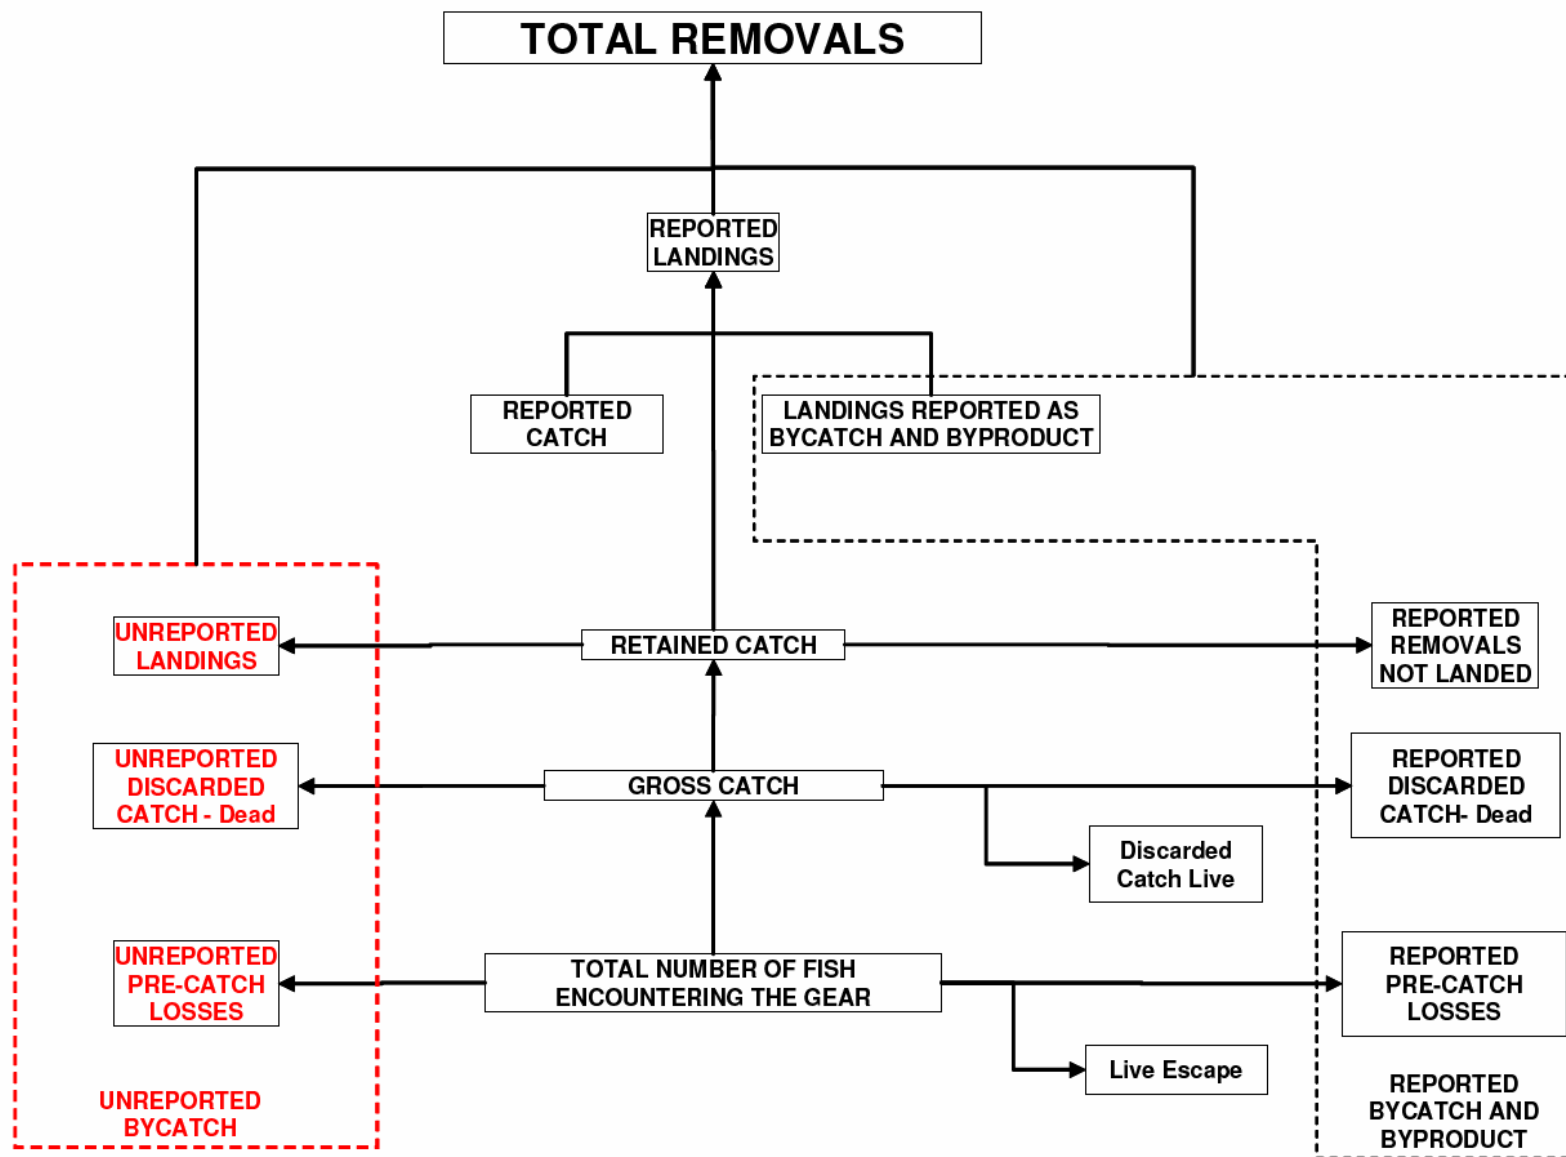 TOTAL REMOVALS
REPORTED
LANDINGS
REPORTED
CATCH
LANDINGS REPORTED AS
BYCATCH AND BYPRODUCT
UNREPORTED
LANDINGS
RETAINED CATCH
REPORTED
REMOVALS
NOT LANDED
UNREPORTED
DISCARDED
CATCH - Dead
GROSS CATCH
REPORTED
DISCARDED
CATCH- Dead
Discarded
Catch Live
UNREPORTED
PRE-CATCH
LOSSES
TOTAL NUMBER OF FISH
ENCOUNTERING THE GEAR
REPORTED
PRE-CATCH
LOSSES
Live Escape
UNREPORTED
BYCATCH
REPORTED
BYCATCH AND
BYPRODUCT